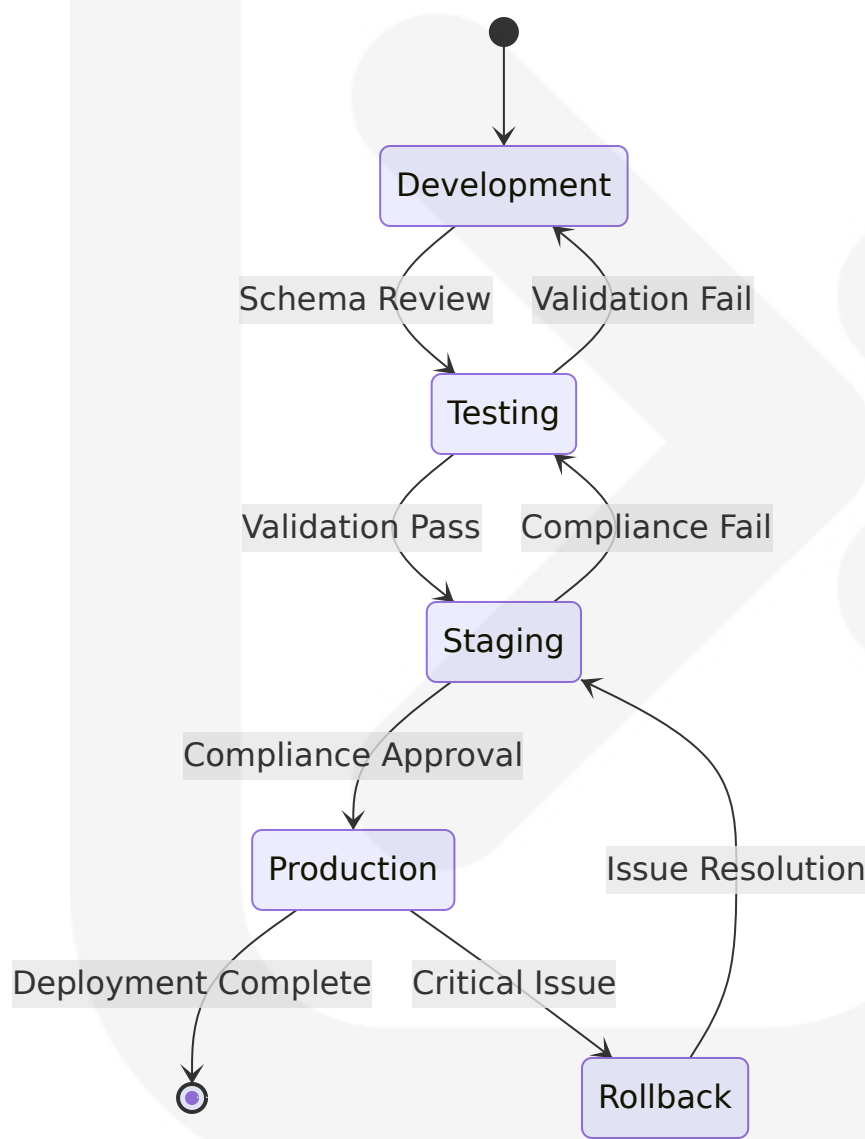 Development
Schema Review
Validation Fail
Testing
Validation Pass
Compliance Fail
Staging
Compliance Approval
Production
Issue Resolution
Deployment Complete
Critical Issue
Rollback